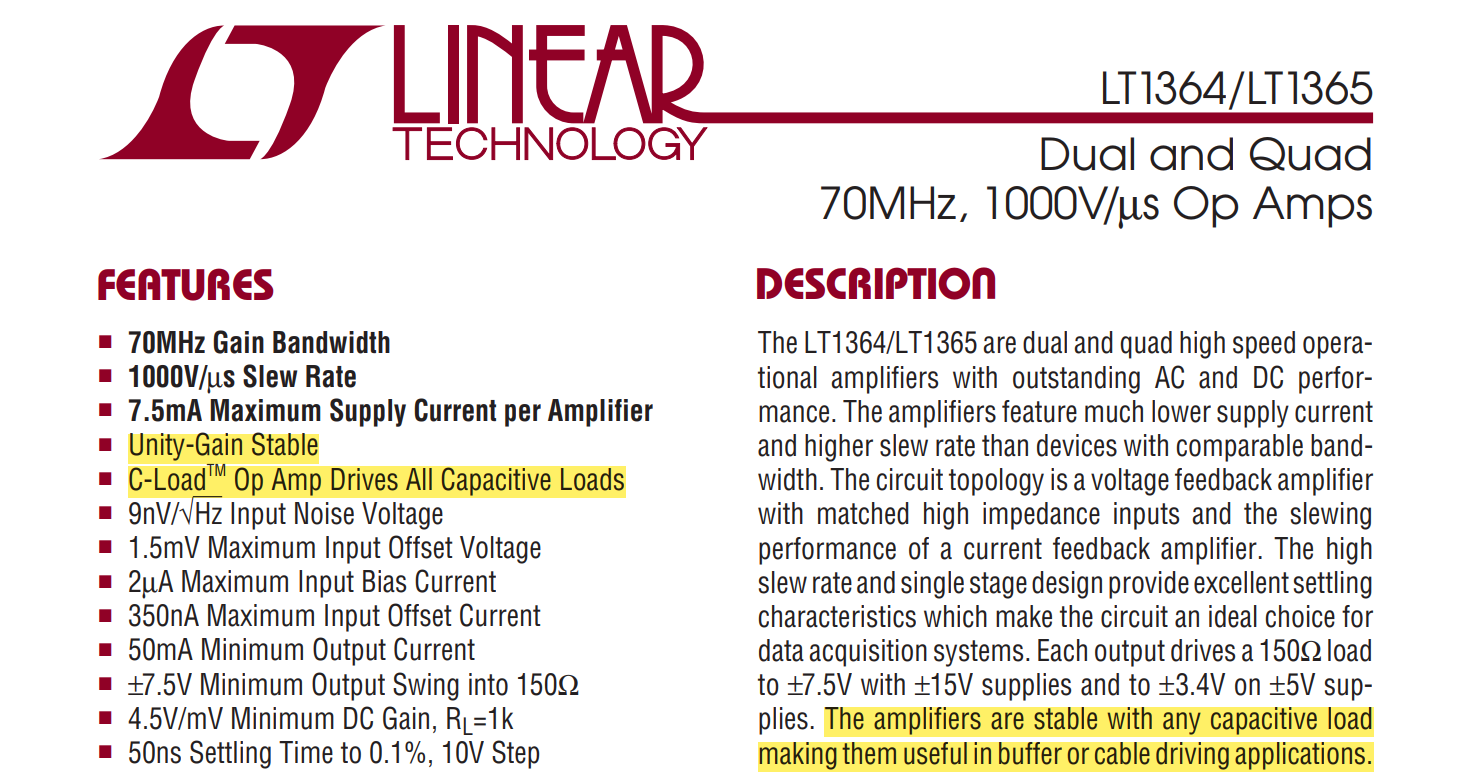 LINEAR
TECHNOLOGY
LT1364/LT1365
Dual and Quad
70MHz, 1000V/µs Op Amps
FEATURES
■ 70MHz Gain Bandwidth
■ 1000V/µs Slew Rate
■ 7.5mA Maximum Supply Current per Amplifier
■ Unity-Gain Stable
■ C-Load™ Op Amp Drives All Capacitive Loads
■ 9nV/√Hz Input Noise Voltage
■ 1.5mV Maximum Input Offset Voltage
■ 2µA Maximum Input Bias Current
■ 350nA Maximum Input Offset Current
■ 50mA Minimum Output Current
■ ±7.5V Minimum Output Swing into 150Ω
■ 4.5V/mV Minimum DC Gain, RL=1k
■ 50ns Settling Time to 0.1%, 10V Step
DESCRIPTION
The LT1364/LT1365 are dual and quad high speed opera-
tional amplifiers with outstanding AC and DC perfor-
mance. The amplifiers feature much lower supply current
and higher slew rate than devices with comparable band-
width. The circuit topology is a voltage feedback amplifier
with matched high impedance inputs and the slewing
performance of a current feedback amplifier. The high
slew rate and single stage design provide excellent settling
characteristics which make the circuit an ideal choice for
data acquisition systems. Each output drives a 150Ω load
to ±7.5V with ±15V supplies and to ±3.4V on ±5V sup-
plies. The amplifiers are stable with any capacitive load
making them useful in buffer or cable driving applications.